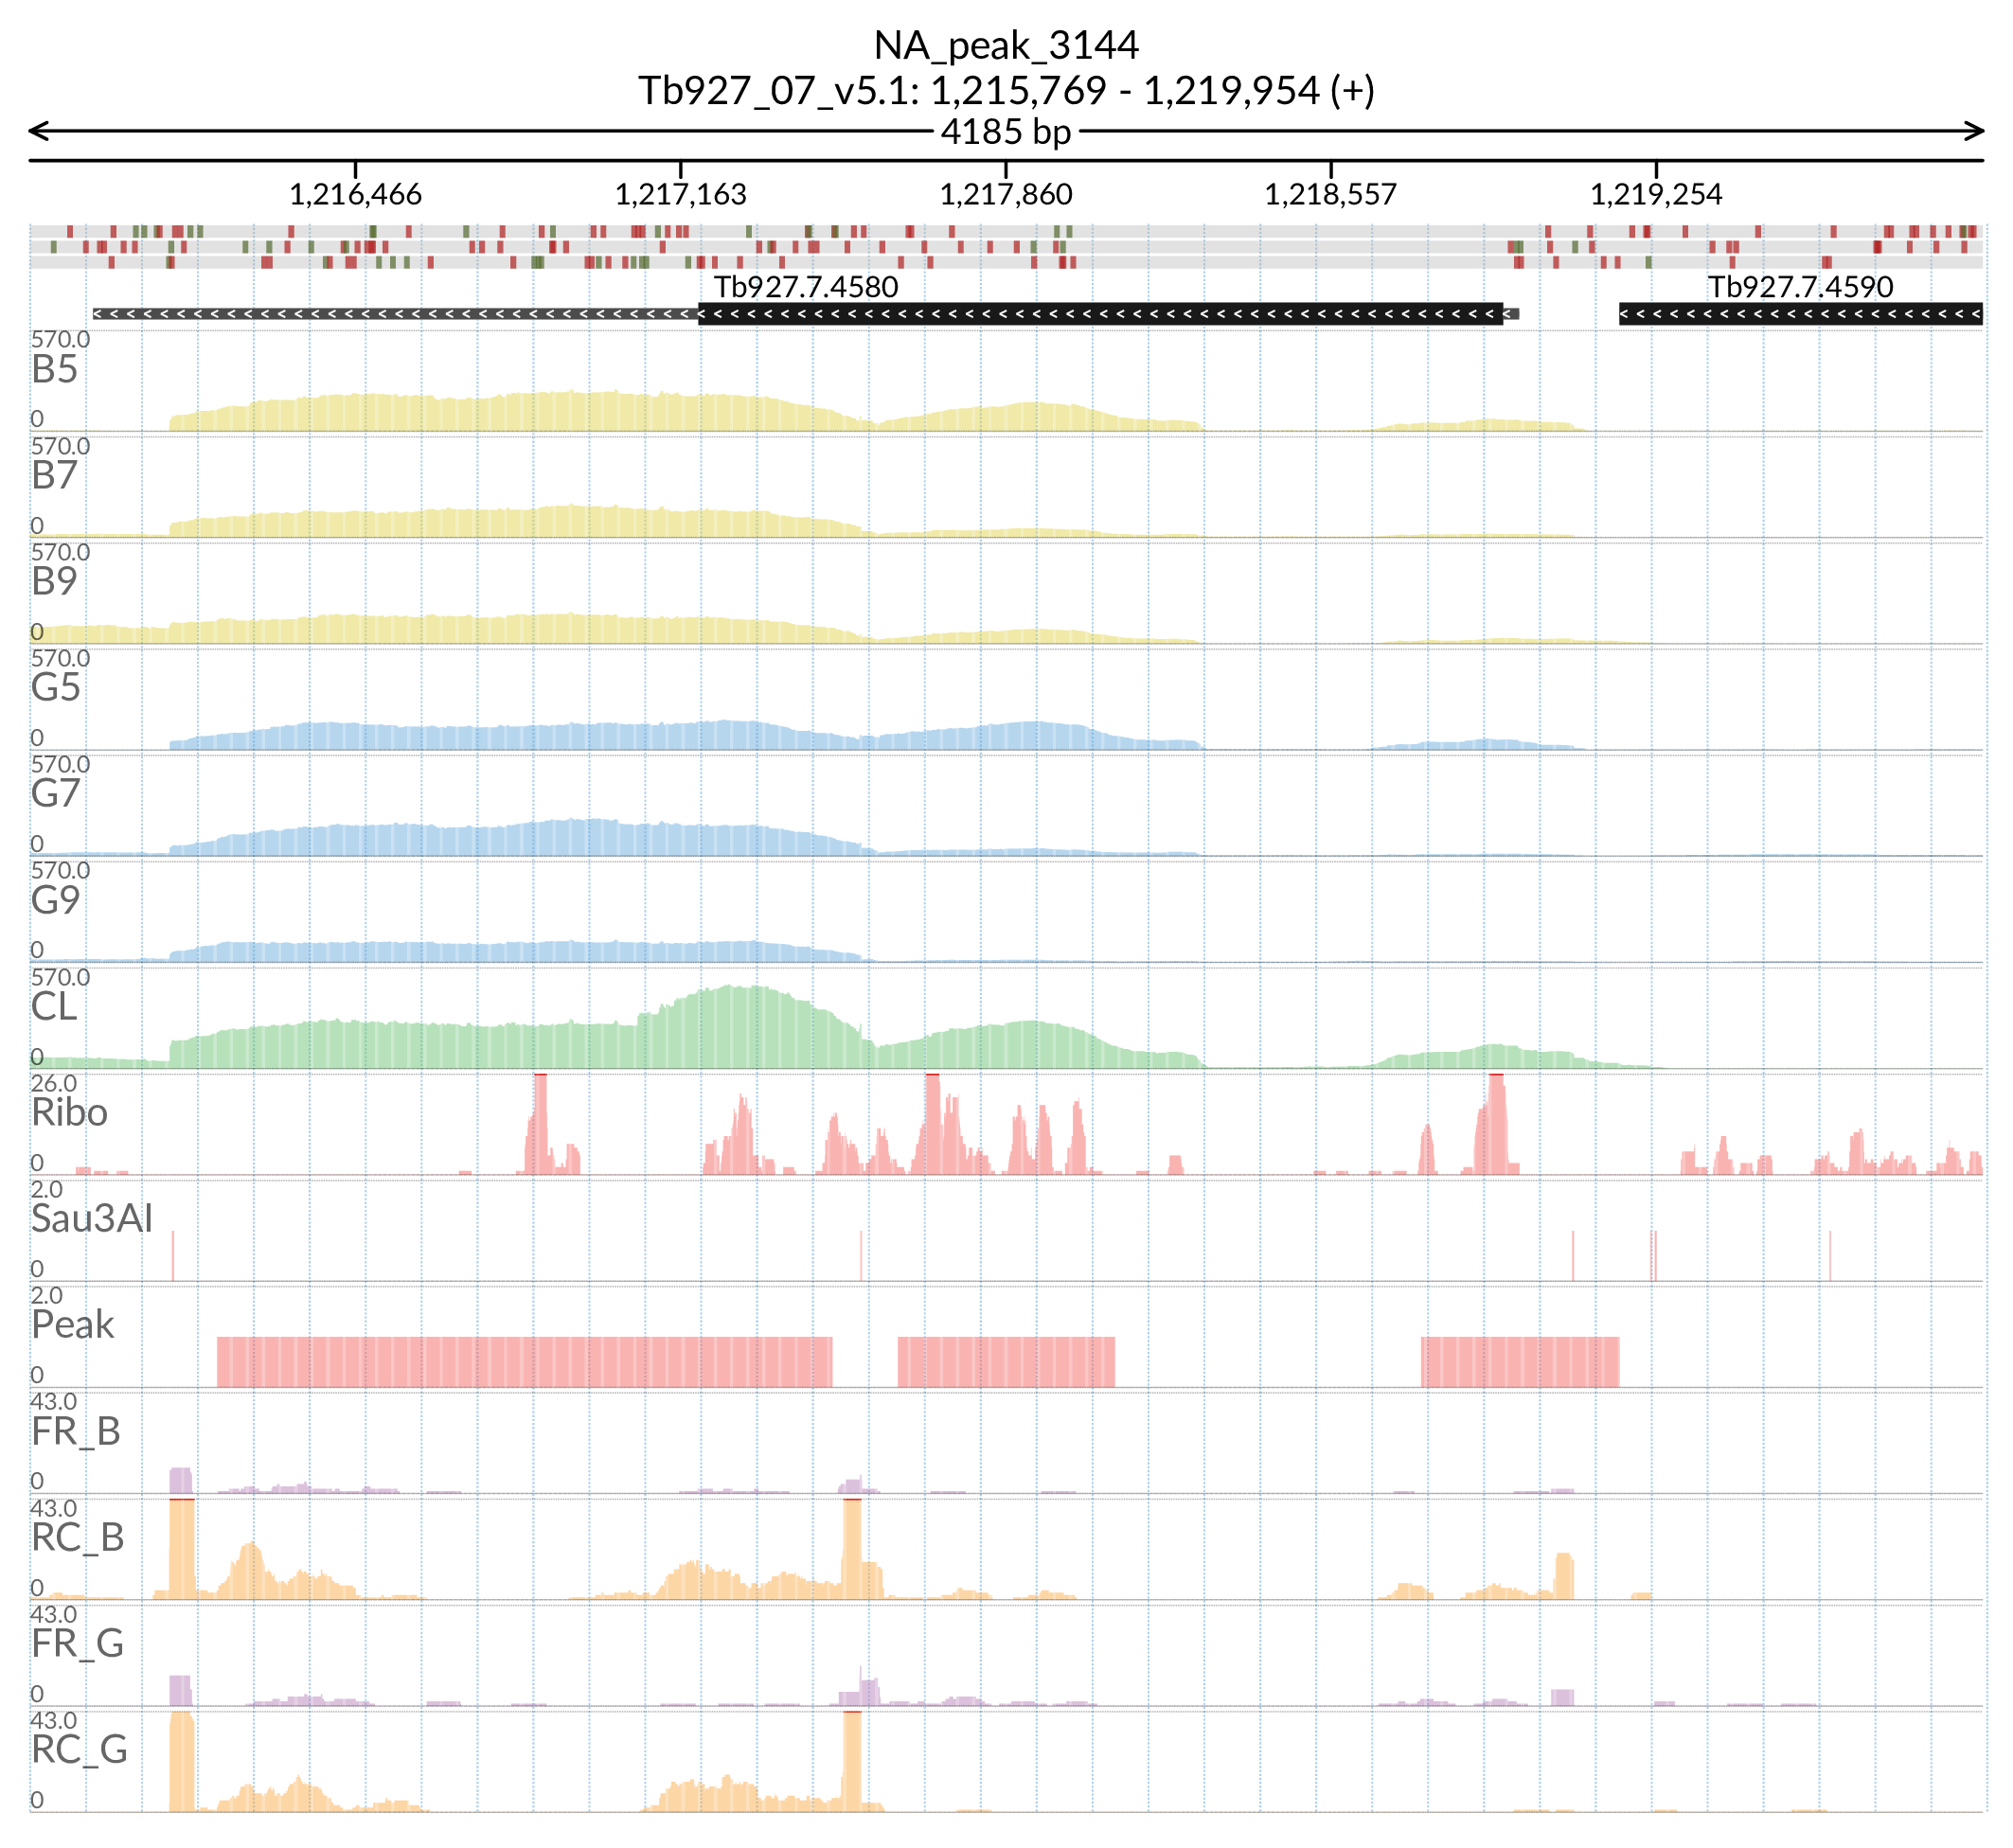 NA_peak_3144
Tb927_07_v5.1: 1,215,769 - 1,219,954 (+)
4185 bp
1,216,466 1,217,163 1,217,860 1,218,557 1,219,254
Tb927.7.4580 Tb927.7.4590
570.0
B5
0
570.0
B7
0
570.0
B9
0
570.0
G5
0
570.0
G7
0
570.0
G9
0
570.0
CL
0
26.0
Ribo
0
2.0
Sau3AI
0
2.0
Peak
0
43.0
FR_B
0
43.0
RC_B
0
43.0
FR_G
0
43.0
RC_G
0